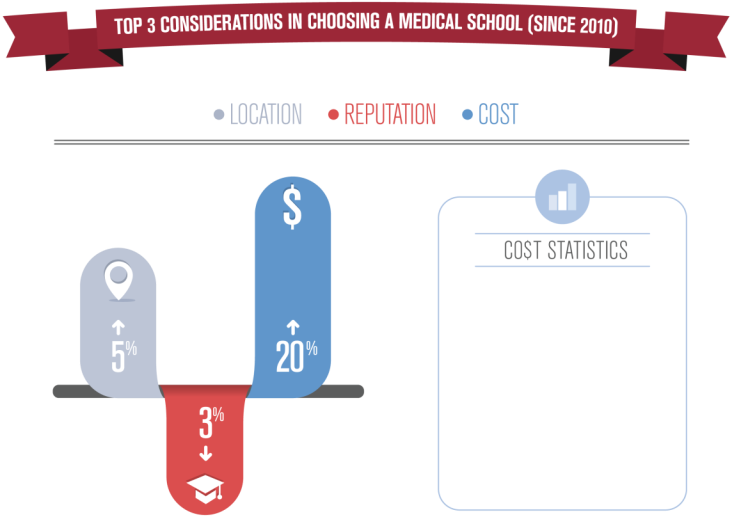 TOP 3 CONSIDERATIONS IN CHOOSING A MEDICAL SCHOOL (SINCE 2010)
LOCATION REPUTATION COST
$
5%
20%
3%
CO$T STATISTICS